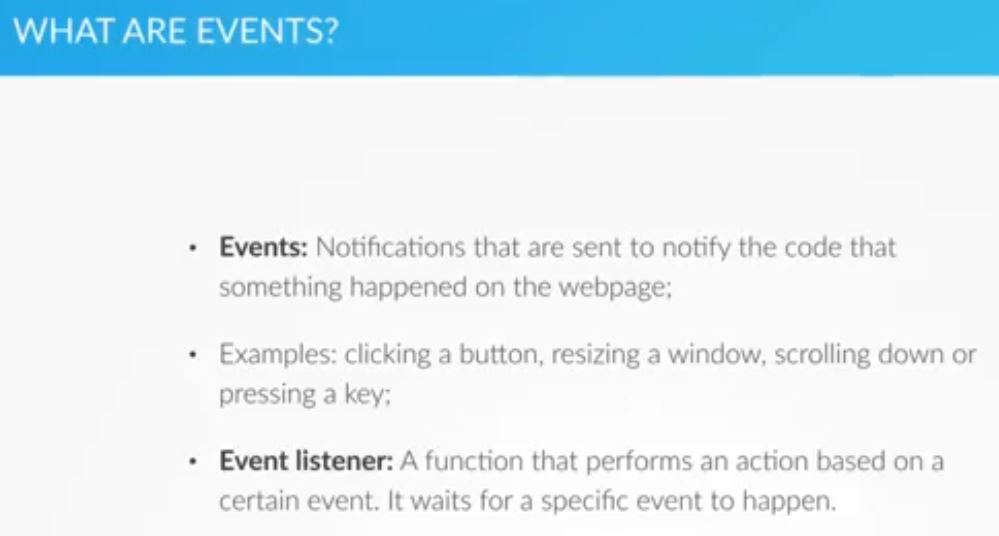 WHAT ARE EVENTS?
• Events: Notifications that are sent to notify the code that
something happened on the webpage;
• Examples: clicking a button, resizing a window, scrolling down or
pressing a key;
• Event listener: A function that performs an action based on a
certain event. It waits for a specific event to happen.